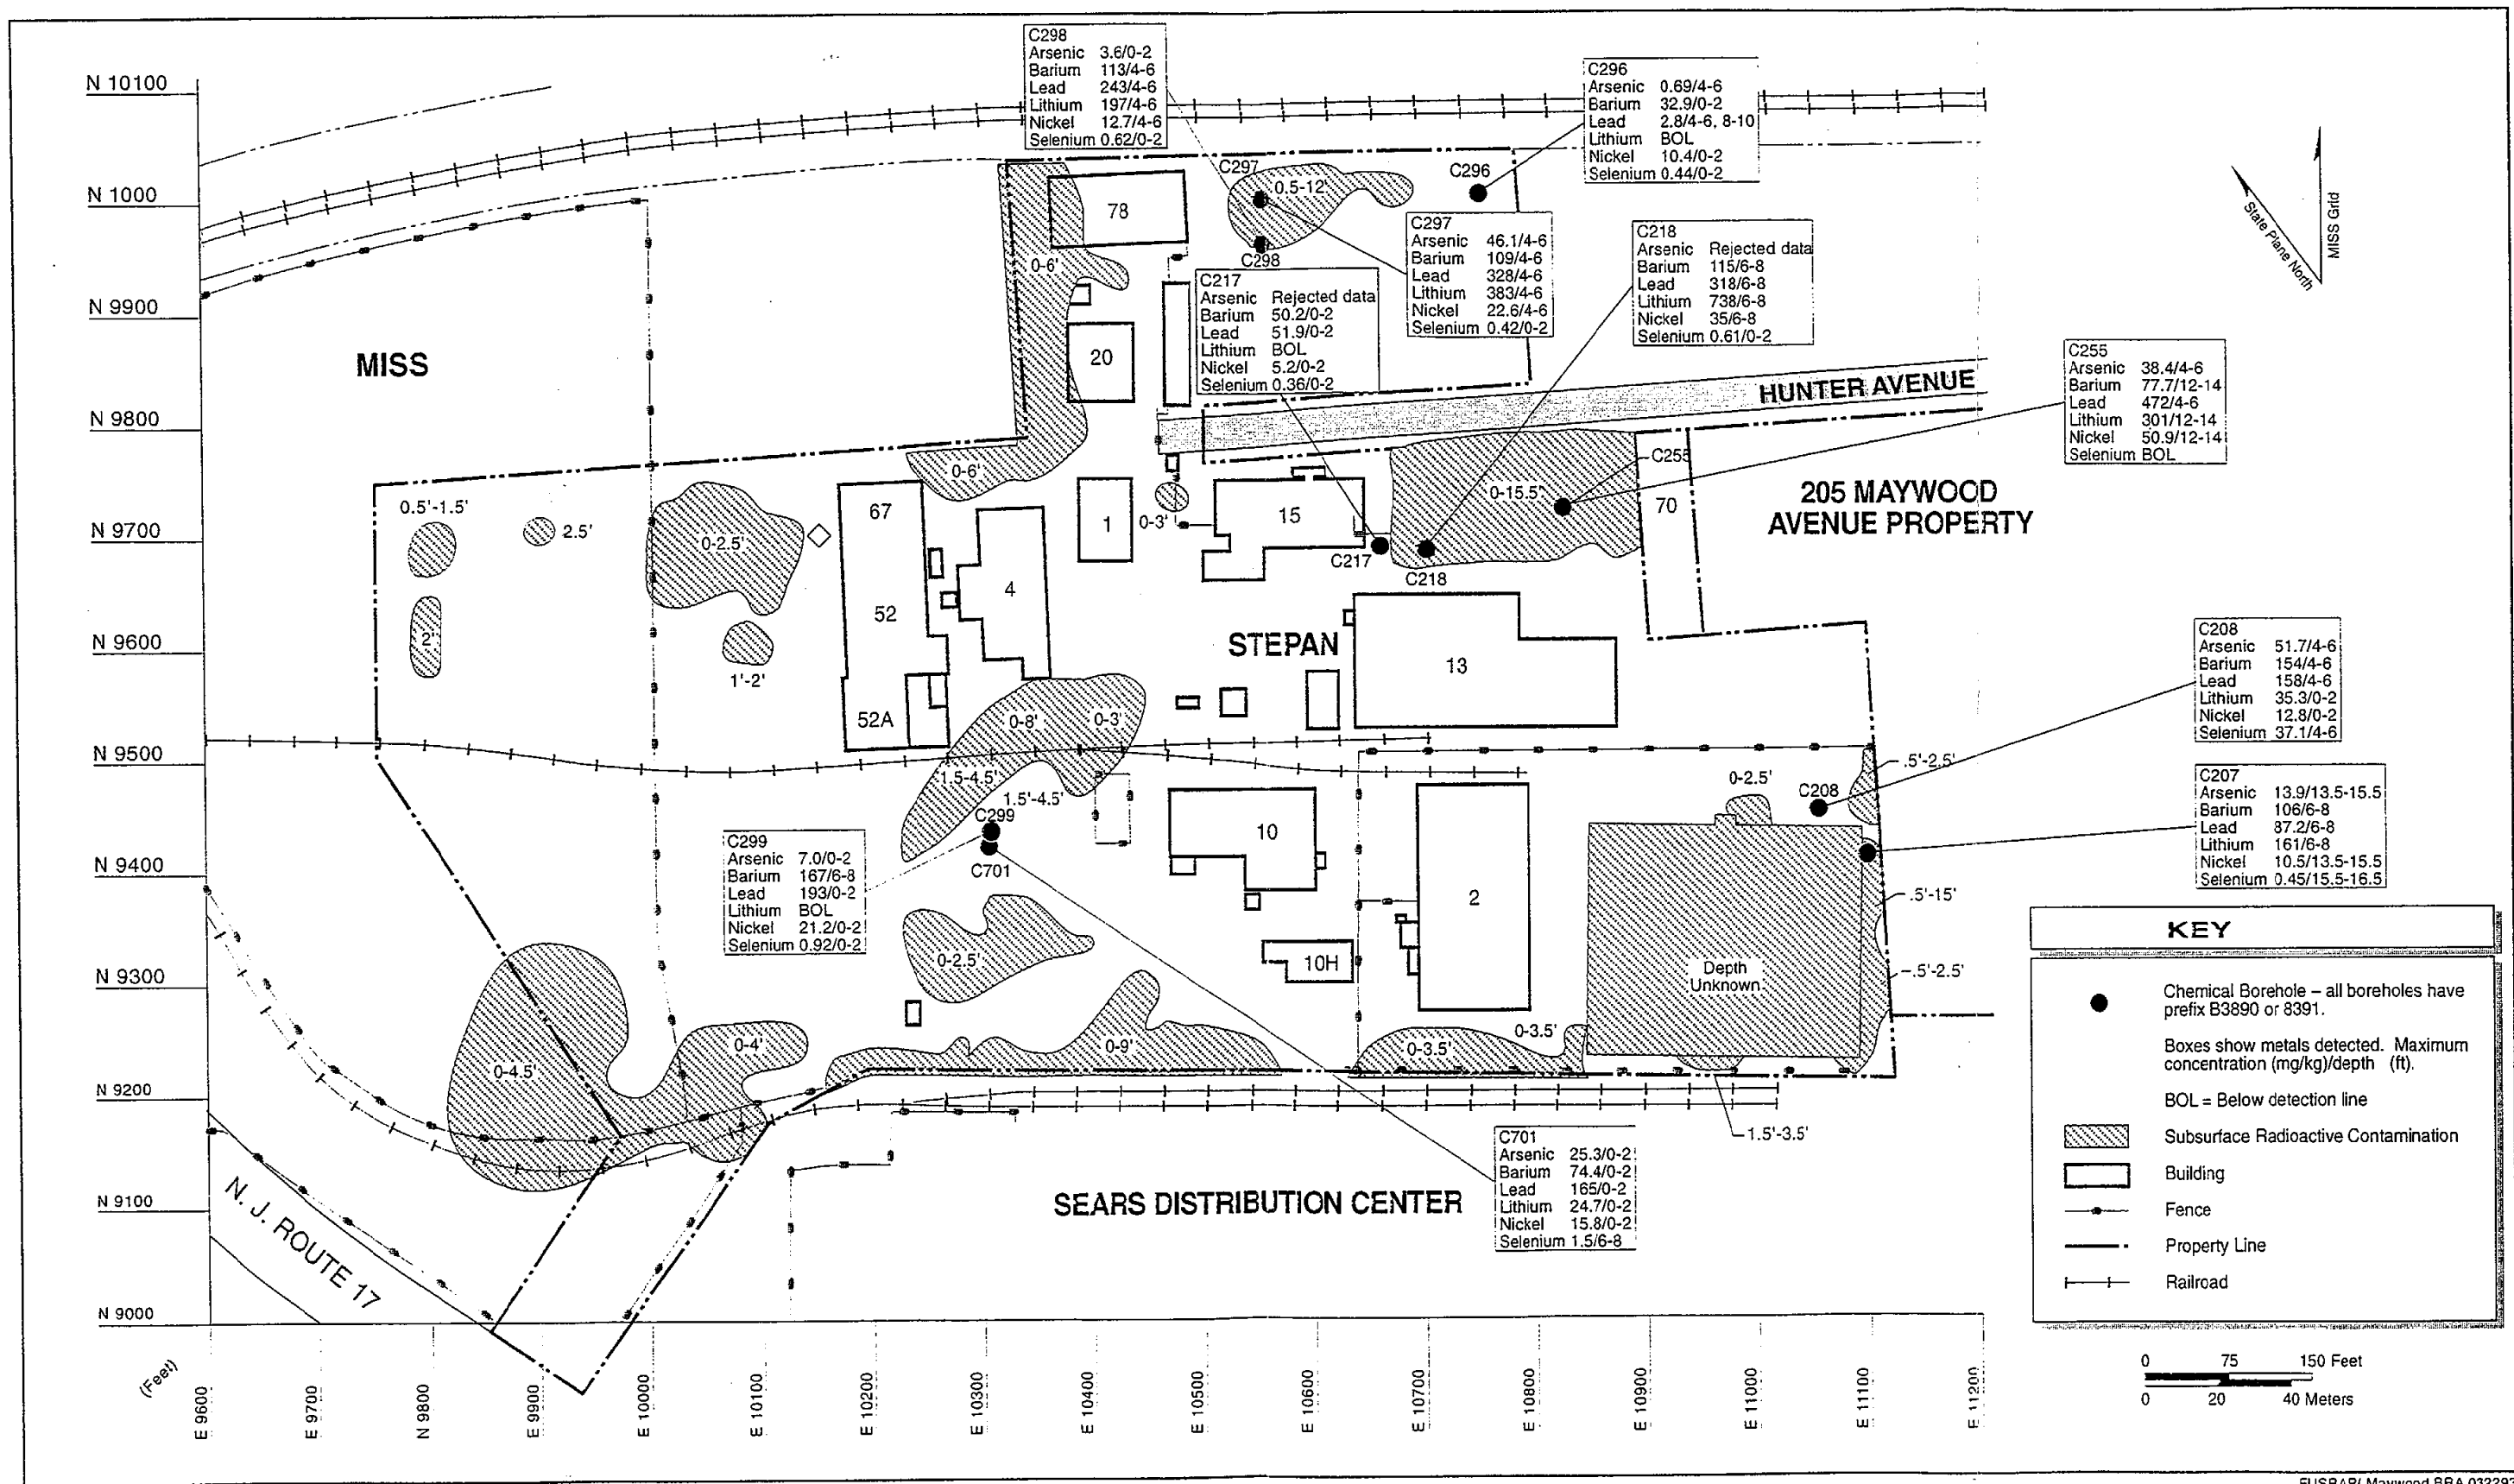 C298
Arsenic 3.6/0-2
Barium 113/4-6
Lead 243/4-6
Lithium 197/4-6
Nickel 12.7/4-6
Selenium 0.62/0-2
C296
Arsenic 0.69/4-6
Barium 32.9/0-2
Lead 2.8/4-6, 8-10
Lithium BOL
Nickel 10.4/0-2
Selenium 0.44/0-2
N 10100
N 1000
N 9900
N 9800
N 9700
N 9600
N 9500
N 9400
N 9300
N 9200
N 9100
N 9000
C297
0.5-12'
C296
78
C298
0-6'
C297
Arsenic 46.1/4-6
Barium 109/4-6
Lead 328/4-6
Lithium 383/4-6
Nickel 22.6/4-6
Selenium 0.42/0-2
C218
Arsenic Rejected data
Barium 115/6-8
Lead 318/6-8
Lithium 738/6-8
Nickel 35/6-8
Selenium 0.61/0-2
State Plane North
MISS Grid
C217
Arsenic Rejected data
Barium 50.2/0-2
Lead 51.9/0-2
Lithium BOL
Nickel 5.2/0-2
Selenium 0.36/0-2
MISS
20
HUNTER AVENUE
C255
Arsenic 38.4/4-6
Barium 77.7/12-14
Lead 472/4-6
Lithium 301/12-14
Nickel 50.9/12-14
Selenium BOL
0-6'
C255
0-15.5'
70
205 MAYWOOD
AVENUE PROPERTY
0.5'-1.5'
2.5'
0-2.5'
67
1
0-3'
15
C217
C218
2'
1'-2'
52
4
52A
STEPAN
13
C208
Arsenic 51.7/4-6
Barium 154/4-6
Lead 158/4-6
Lithium 35.3/0-2
Nickel 12.8/0-2
Selenium 37.1/4-6
0-8'
0-3'
1.5-4.5'
1.5'-4.5'
C299
C701
10
2
0-2.5'
C208
.5'-2.5'
C207
Arsenic 13.9/13.5-15.5
Barium 106/6-8
Lead 87.2/6-8
Lithium 161/6-8
Nickel 10.5/13.5-15.5
Selenium 0.45/15.5-16.5
C299
Arsenic 7.0/0-2
Barium 167/6-8
Lead 193/0-2
Lithium BOL
Nickel 21.2/0-2
Selenium 0.92/0-2
.5'-15'
0-2.5'
10H
Depth
Unknown
.5'-2.5'
0-4.5'
0-4'
0-9'
0-3.5'
0-3.5'
1.5'-3.5'
KEY
Chemical Borehole – all boreholes have
prefix B3890 or 8391.
Boxes show metals detected. Maximum
concentration (mg/kg)/depth (ft).
BOL = Below detection line
Subsurface Radioactive Contamination
Building
Fence
Property Line
Railroad
C701
Arsenic 25.3/0-2
Barium 74.4/0-2
Lead 165/0-2
Lithium 24.7/0-2
Nickel 15.8/0-2
Selenium 1.5/6-8
SEARS DISTRIBUTION CENTER
N. J. ROUTE 17
(Feet)
E 9600
E 9700
N 9800
E 9900
E 10000
E 10100
E 10200
E 10300
E 10400
E 10500
E 10600
E 10700
E 10800
E 10900
E 11000
E 11100
E 11200
0 75 150 Feet
0 20 40 Meters